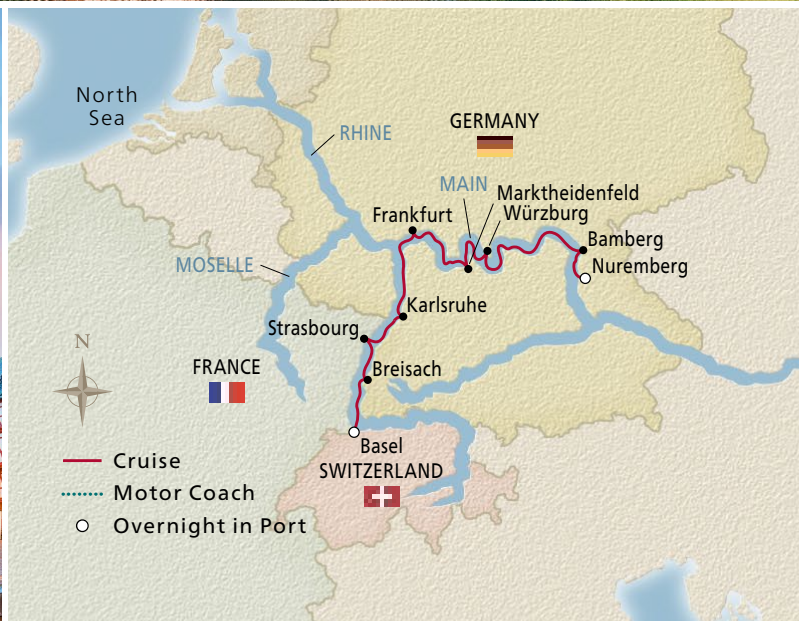 North
Sea
RHINE
GERMANY
MAIN
Marktheidenfeld
Würzburg
Frankfurt
Bamberg
Nuremberg
MOSELLE
Karlsruhe
Strasbourg
N
FRANCE
Breisach
Basel
SWITZERLAND
Cruise
Motor Coach
Overnight in Port